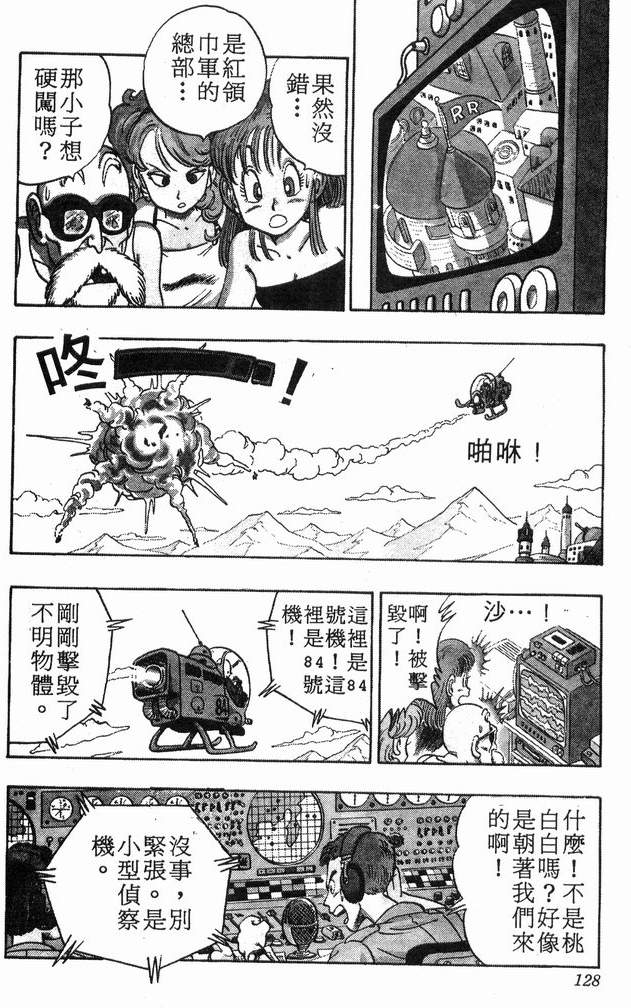 RR
果然沒
錯…
是紅領
巾軍的
總部…
那小子想
硬闖嗎？
啪咻！
咚 ！
沙…！
啊！被擊
毀了！
這裡是84
號機！這
裡是84號
機！
84
剛剛擊毀了
不明物體。
什麼！不是桃
白白嗎？好像
是朝著我們來
的啊！
沒事，別
緊張。是
小型偵察
機。
128